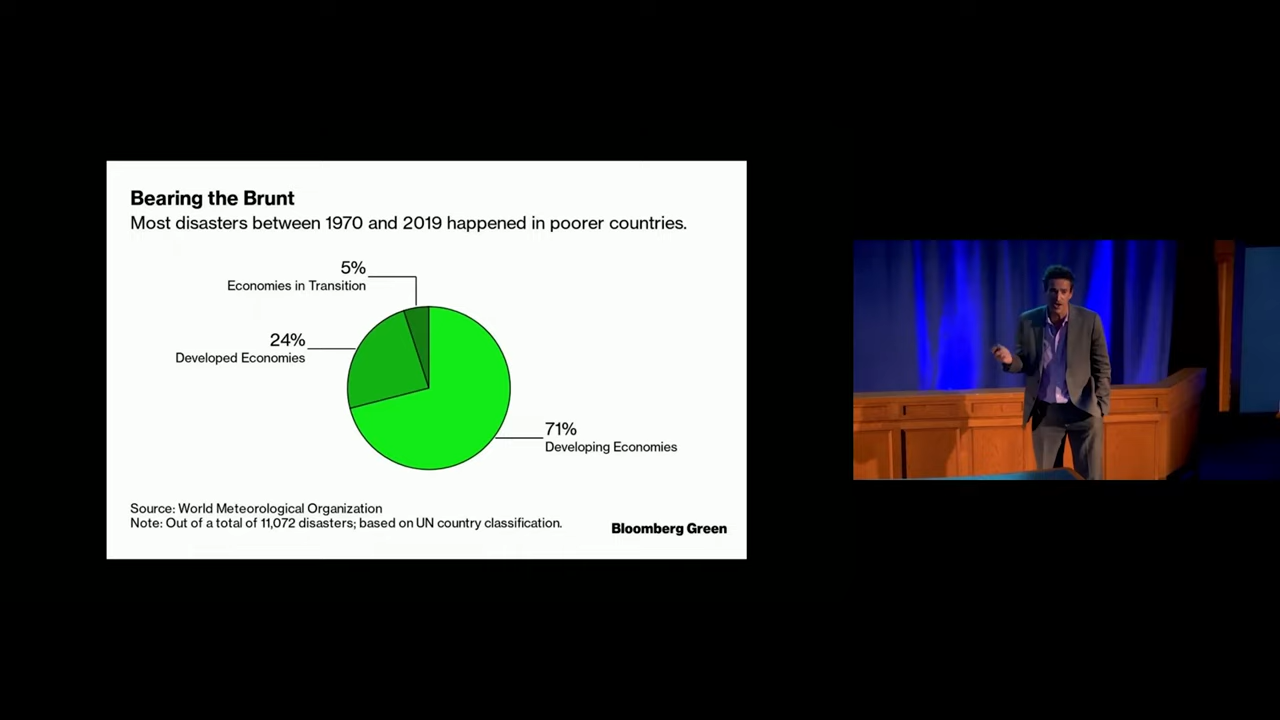 Bearing the Brunt
Most disasters between 1970 and 2019 happened in poorer countries.
5%
Economies in Transition
24%
Developed Economies
71%
Developing Economies
Source: World Meteorological Organization
Note: Out of a total of 11,072 disasters; based on UN country classification.
Bloomberg Green